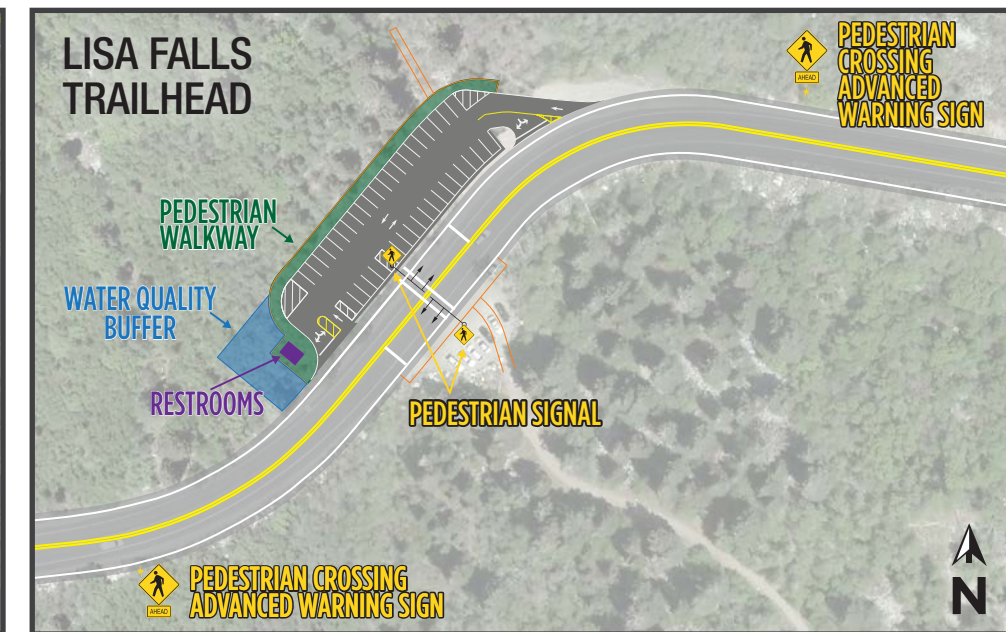 LISA FALLS
TRAILHEAD
PEDESTRIAN
CROSSING
ADVANCED
WARNING SIGN
AHEAD
PEDESTRIAN
WALKWAY
WATER QUALITY
BUFFER
RESTROOMS
PEDESTRIAN SIGNAL
PEDESTRIAN CROSSING
ADVANCED WARNING SIGN
AHEAD
N